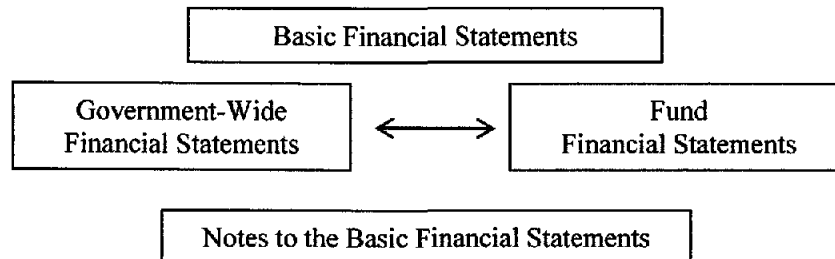 Basic Financial Statements
Government-Wide
Financial Statements
Fund
Financial Statements
Notes to the Basic Financial Statements